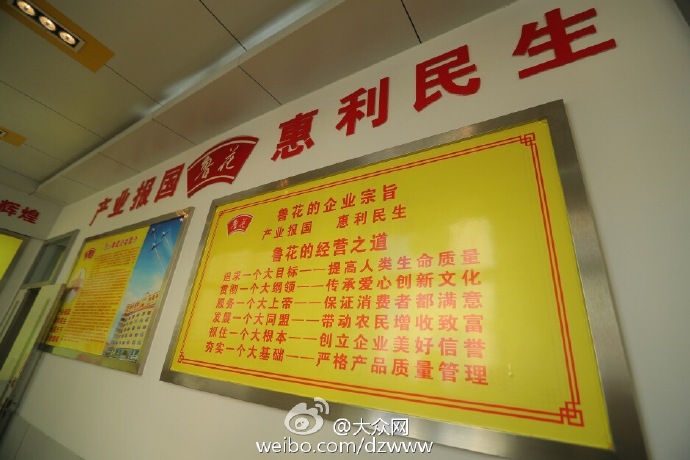 辉煌
产业报国 鲁花 惠利民生
鲁花的企业宗旨
产业报国 惠利民生
鲁花的经营之道
追采一个大目标——提高人类生命质量
贯彻一个大纲领——传承爱心创新文化
服务一个大上帝——保证消费者都满意
发展一个大同盟——带动农民增收致富
抓住一个大根本——创立企业美好信誉
夯实一个大基础——严格产品质量管理
@大众网
weibo.com/dzwww